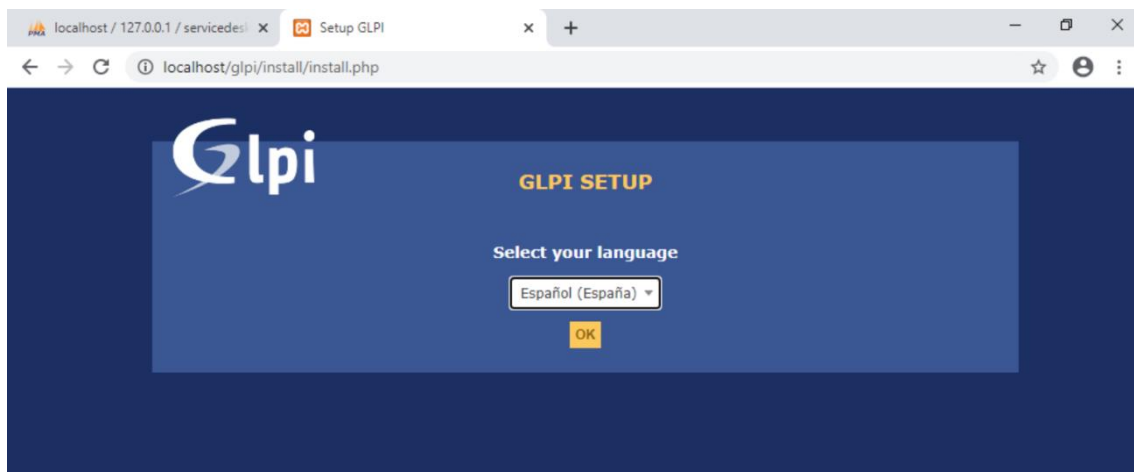 localhost / 127.0.0.1 / servicedes
Setup GLPI
localhost/glpi/install/install.php
Glpi
GLPI SETUP
Select your language
Español (España)
OK